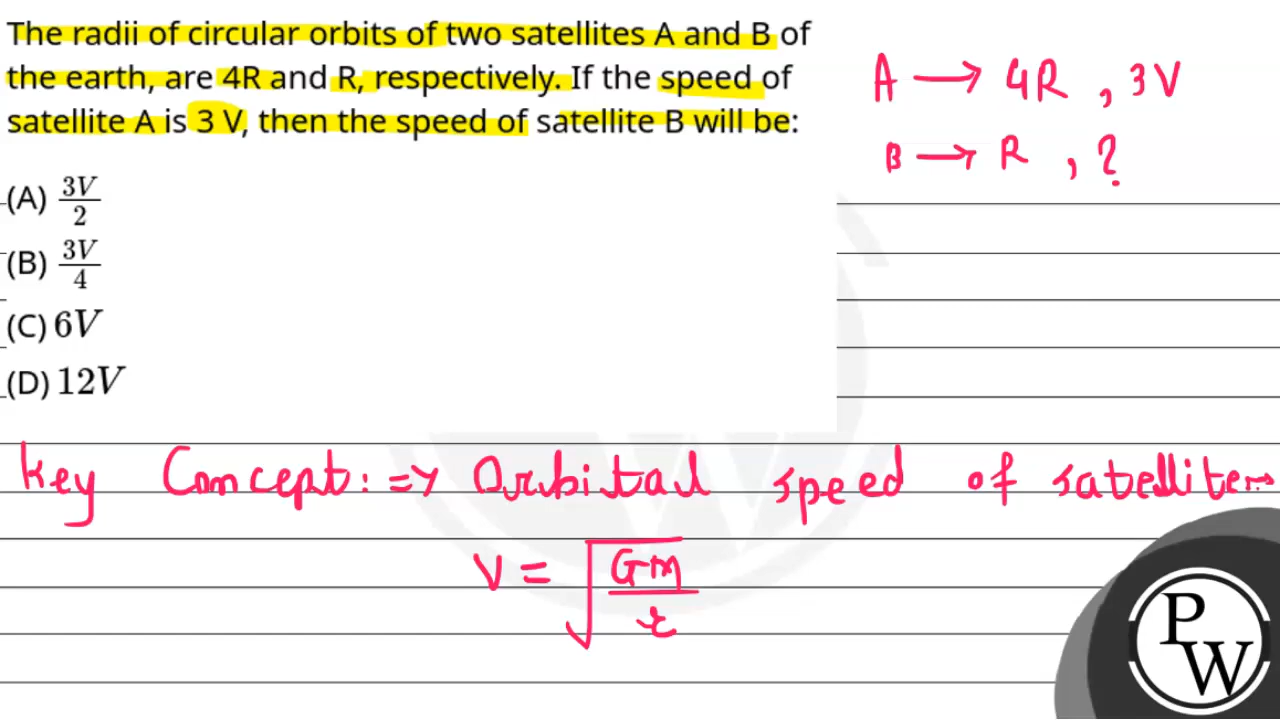 The radii of circular orbits of two satellites A and B of
the earth, are 4R and R, respectively. If the speed of
satellite A is 3 V, then the speed of satellite B will be:
(A) 3V/2
(B) 3V/4
(C) 6V
(D) 12V
A → 4R , 3V
B → R , ?
Key Concept: ⇒ Orbital speed of satellite→
V = √(GM/r)
PW